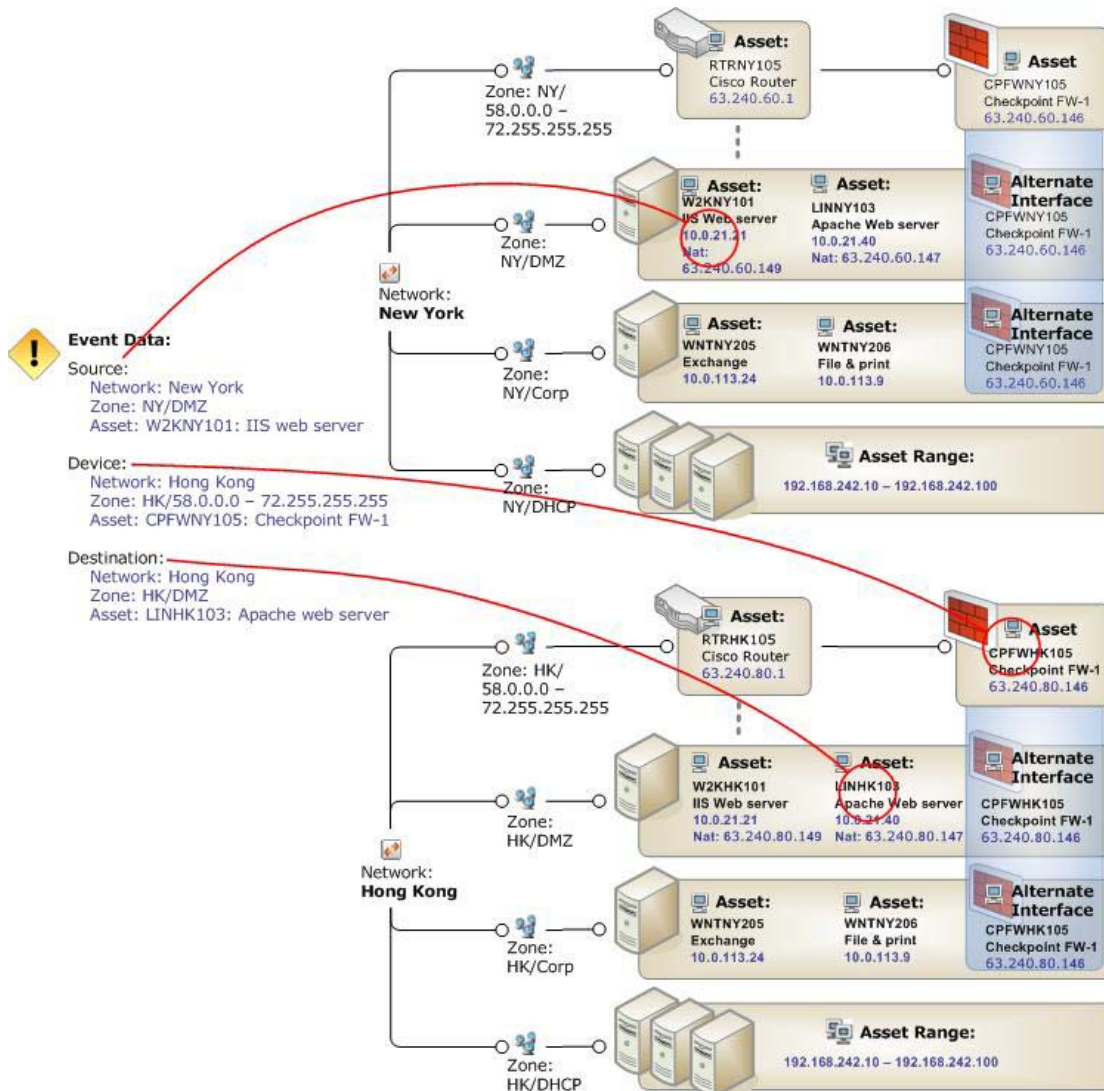 Asset:
RTRNY105
Cisco Router
63.240.60.1
Asset
CPFWNY105
Checkpoint FW-1
63.240.60.146
Zone: NY/
58.0.0.0 –
72.255.255.255
Asset:
W2KNY101
IIS Web server
10.0.21.21
Nat:
63.240.60.149
Asset:
LINNY103
Apache Web server
10.0.21.40
Nat: 63.240.60.147
Alternate
Interface
CPFWNY105
Checkpoint FW-1
63.240.60.146
Zone:
NY/DMZ
Network:
New York
Asset:
WNTNY205
Exchange
10.0.113.24
Asset:
WNTNY206
File & print
10.0.113.9
Alternate
Interface
CPFWNY105
Checkpoint FW-1
63.240.60.146
Zone:
NY/Corp
Asset Range:
192.168.242.10 – 192.168.242.100
Zone:
NY/DHCP
Event Data:
Source:
Network: New York
Zone: NY/DMZ
Asset: W2KNY101: IIS web server
Device:
Network: Hong Kong
Zone: HK/58.0.0.0 – 72.255.255.255
Asset: CPFWNY105: Checkpoint FW-1
Destination:
Network: Hong Kong
Zone: HK/DMZ
Asset: LINHK103: Apache web server
Asset:
RTRHK105
Cisco Router
63.240.80.1
Asset
CPFWHK105
Checkpoint FW-1
63.240.80.146
Zone: HK/
58.0.0.0 –
72.255.255.255
Asset:
W2KHK101
IIS Web server
10.0.21.21
Nat: 63.240.80.149
Asset:
LINHK103
Apache Web server
10.0.21.40
Nat: 63.240.80.147
Alternate
Interface
CPFWHK105
Checkpoint FW-1
63.240.80.146
Zone:
HK/DMZ
Network:
Hong Kong
Asset:
WNTNY205
Exchange
10.0.113.24
Asset:
WNTNY206
File & print
10.0.113.9
Alternate
Interface
CPFWHK105
Checkpoint FW-1
63.240.80.146
Zone:
HK/Corp
Asset Range:
192.168.242.10 – 192.168.242.100
Zone:
HK/DHCP